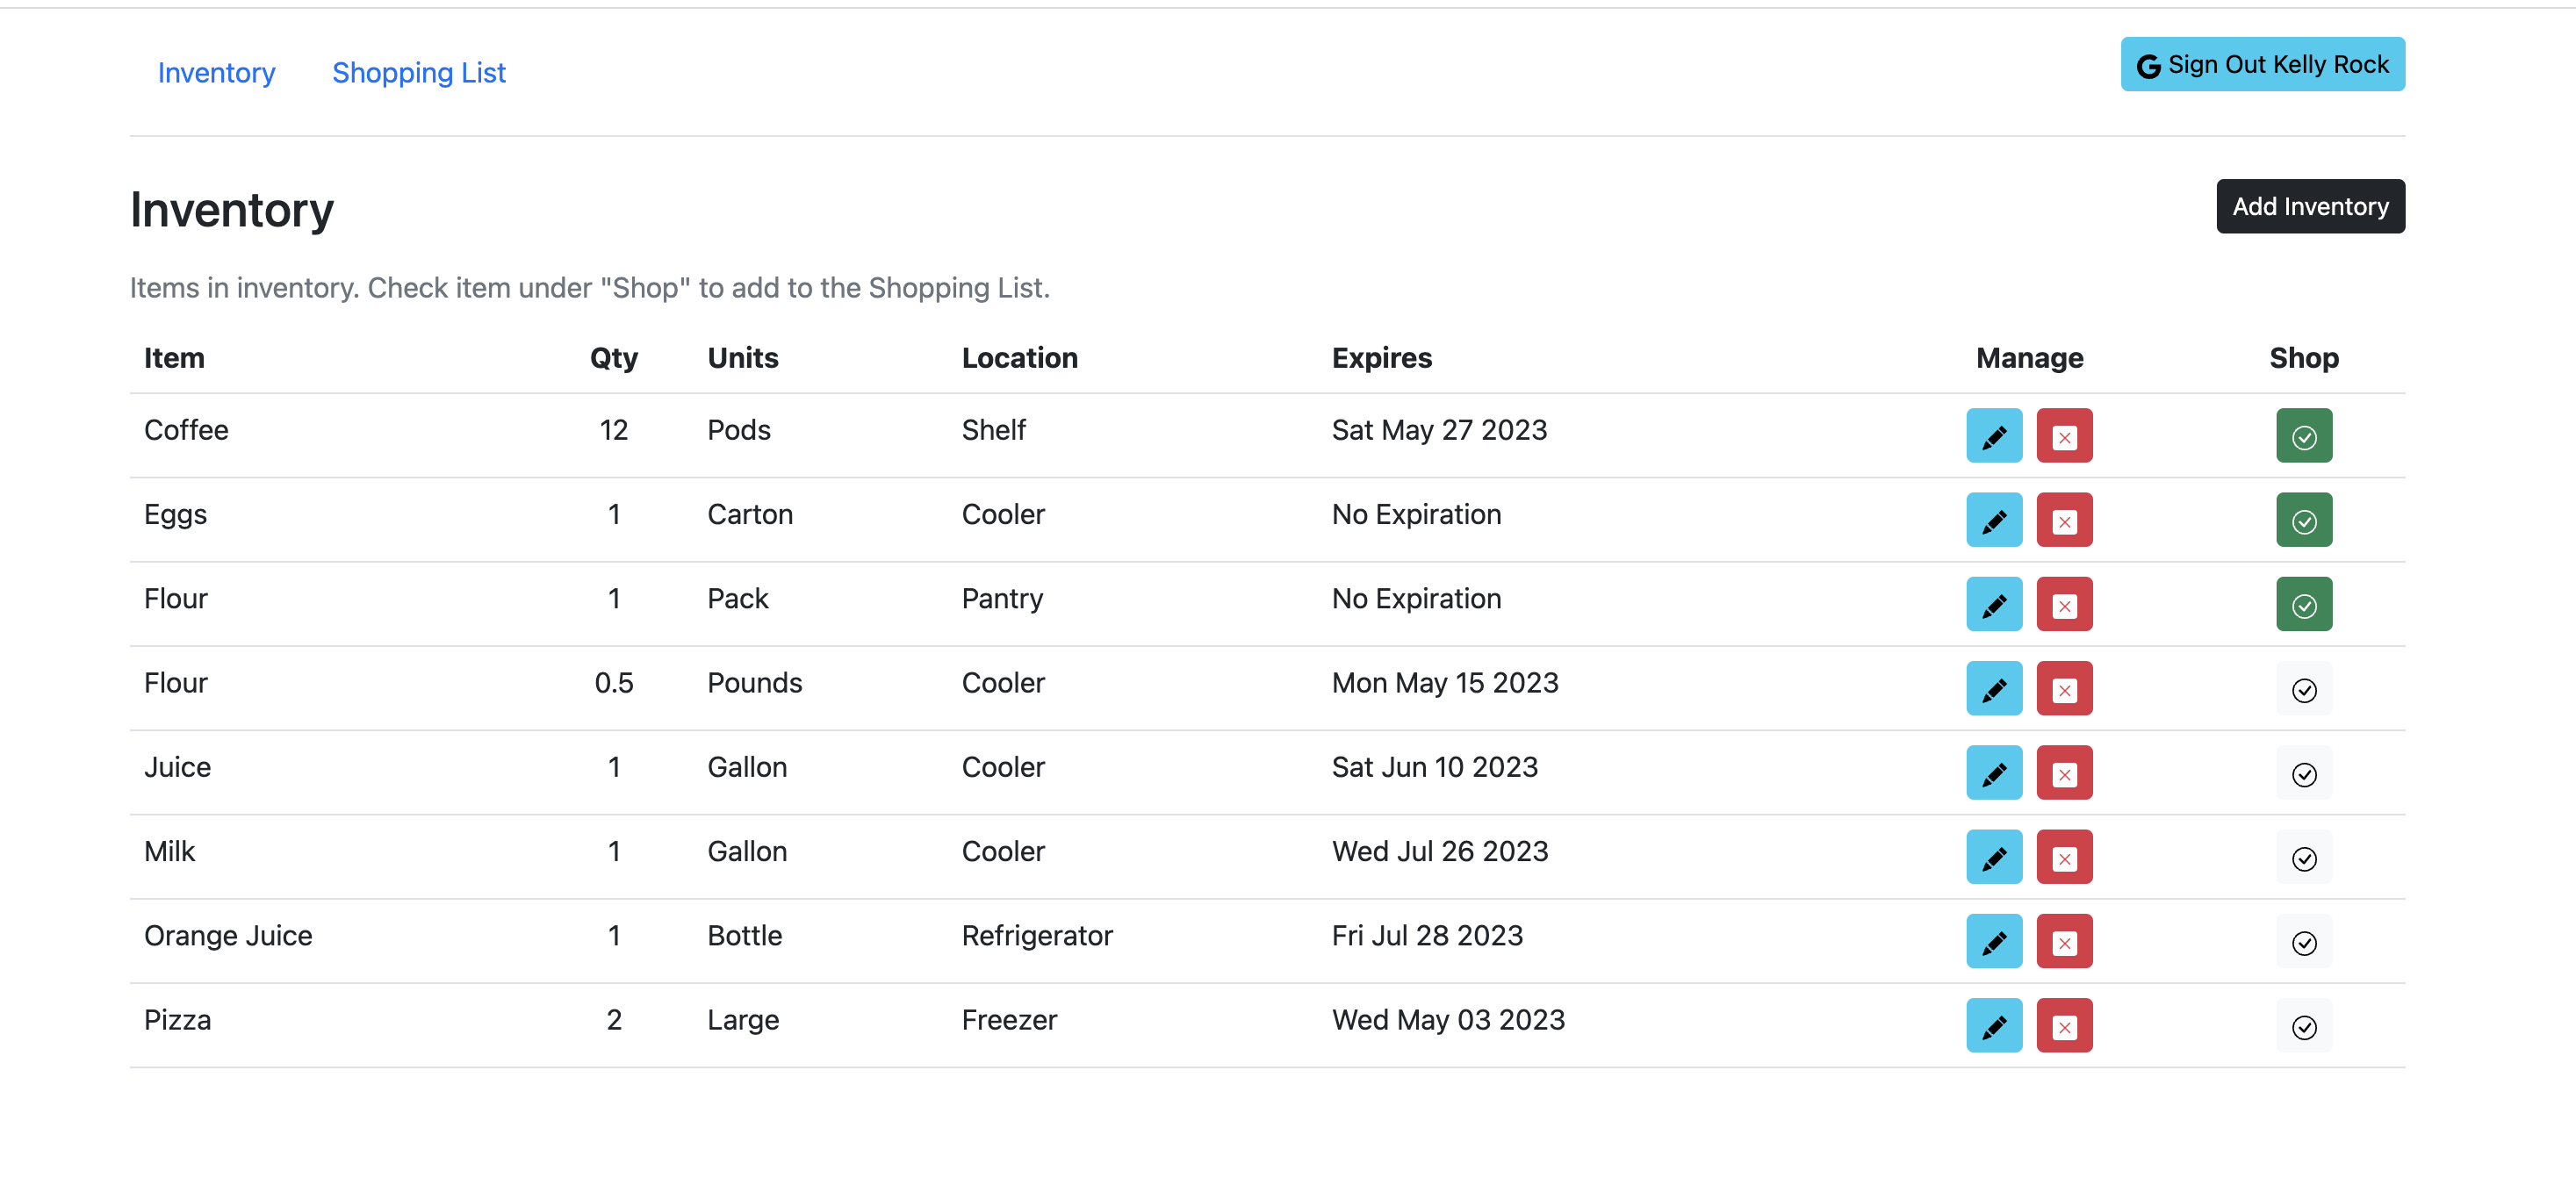 Inventory Shopping List Sign Out Kelly Rock
Inventory Add Inventory
Items in inventory. Check item under "Shop" to add to the Shopping List.
Item Qty Units Location Expires Manage Shop
Coffee 12 Pods Shelf Sat May 27 2023
Eggs 1 Carton Cooler No Expiration
Flour 1 Pack Pantry No Expiration
Flour 0.5 Pounds Cooler Mon May 15 2023
Juice 1 Gallon Cooler Sat Jun 10 2023
Milk 1 Gallon Cooler Wed Jul 26 2023
Orange Juice 1 Bottle Refrigerator Fri Jul 28 2023
Pizza 2 Large Freezer Wed May 03 2023